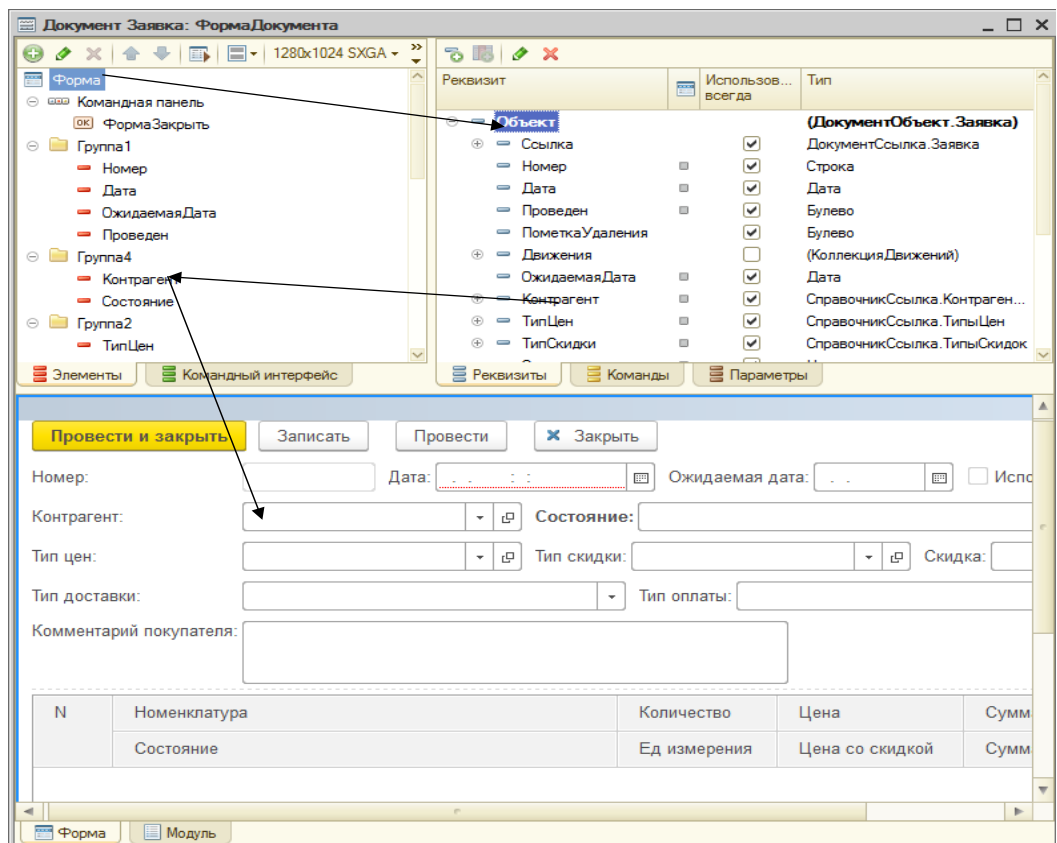 Документ Заявка: ФормаДокумента
1280x1024 SXGA
Форма
Командная панель
OK ФормаЗакрыть
Группа1
Номер
Дата
ОжидаемаяДата
Проведен
Группа4
Контрагент
Состояние
Группа2
ТипЦен
Элементы Командный интерфейс
Реквизит Использов... всегда Тип
Объект (ДокументОбъект.Заявка)
Ссылка ДокументСсылка.Заявка
Номер Строка
Дата Дата
Проведен Булево
ПометкаУдаления Булево
Движения (КоллекцияДвижений)
ОжидаемаяДата Дата
Контрагент СправочникСсылка.Контраген...
ТипЦен СправочникСсылка.ТипыЦен
ТипСкидки СправочникСсылка.ТипыСкидок
Реквизиты Команды Параметры
Провести и закрыть Записать Провести Закрыть
Номер: Дата: . . : : Ожидаемая дата: . . Испо
Контрагент: Состояние:
Тип цен: Тип скидки: Скидка:
Тип доставки: Тип оплаты:
Комментарий покупателя:
N Номенклатура Количество Цена Сумм
Состояние Ед измерения Цена со скидкой Сумм
Форма Модуль